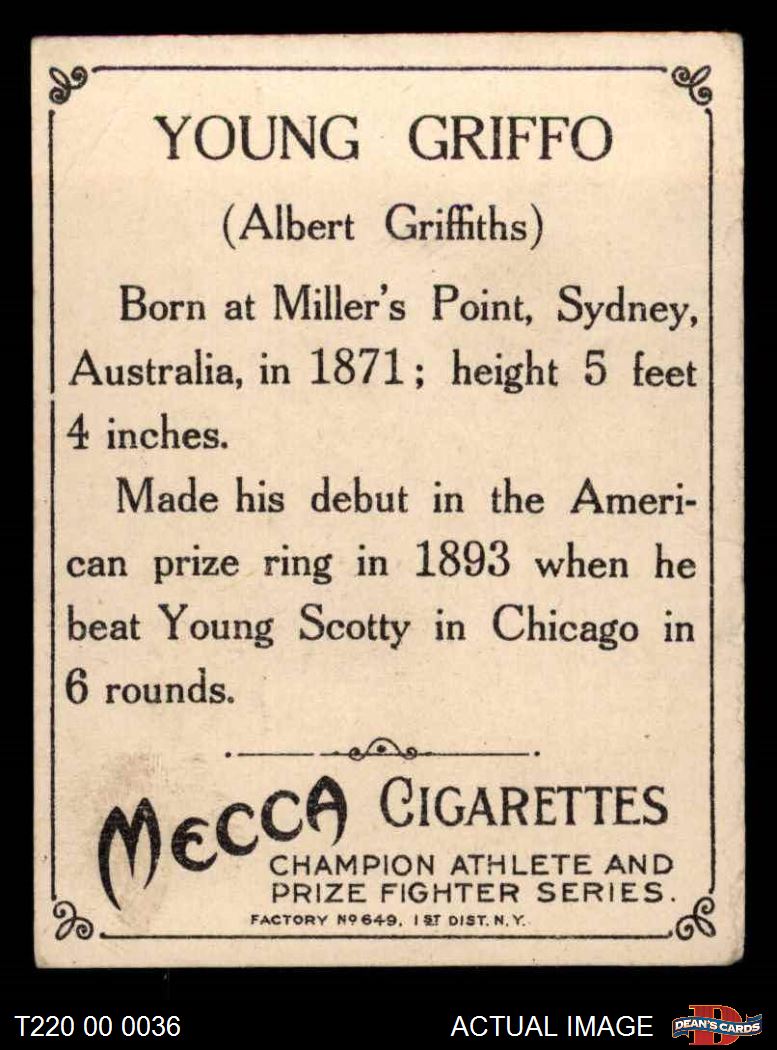 YOUNG GRIFFO
(Albert Griffiths)
Born at Miller's Point, Sydney,
Australia, in 1871; height 5 feet
4 inches.
Made his debut in the Ameri-
can prize ring in 1893 when he
beat Young Scotty in Chicago in
6 rounds.
MECCA CIGARETTES
CHAMPION ATHLETE AND
PRIZE FIGHTER SERIES.
FACTORY Nº 649, 1ST DIST. N.Y.
T220 00 0036
ACTUAL IMAGE
D
DEAN'S CARDS